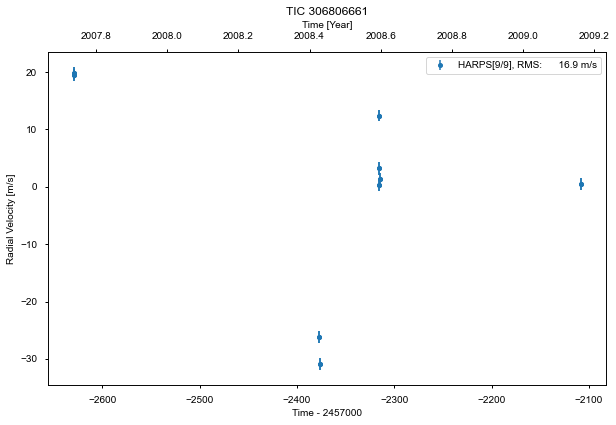 TIC 306806661
Time [Year]
2007.8 2008.0 2008.2 2008.4 2008.6 2008.8 2009.0 2009.2
HARPS[9/9], RMS: 16.9 m/s
20
10
0
−10
−20
−30
Radial Velocity [m/s]
−2600 −2500 −2400 −2300 −2200 −2100
Time - 2457000